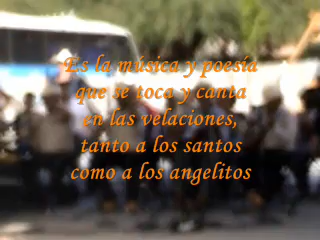 Es la música y poesía
que se toca y canta
en las velaciones,
tanto a los santos
como a los angelitos